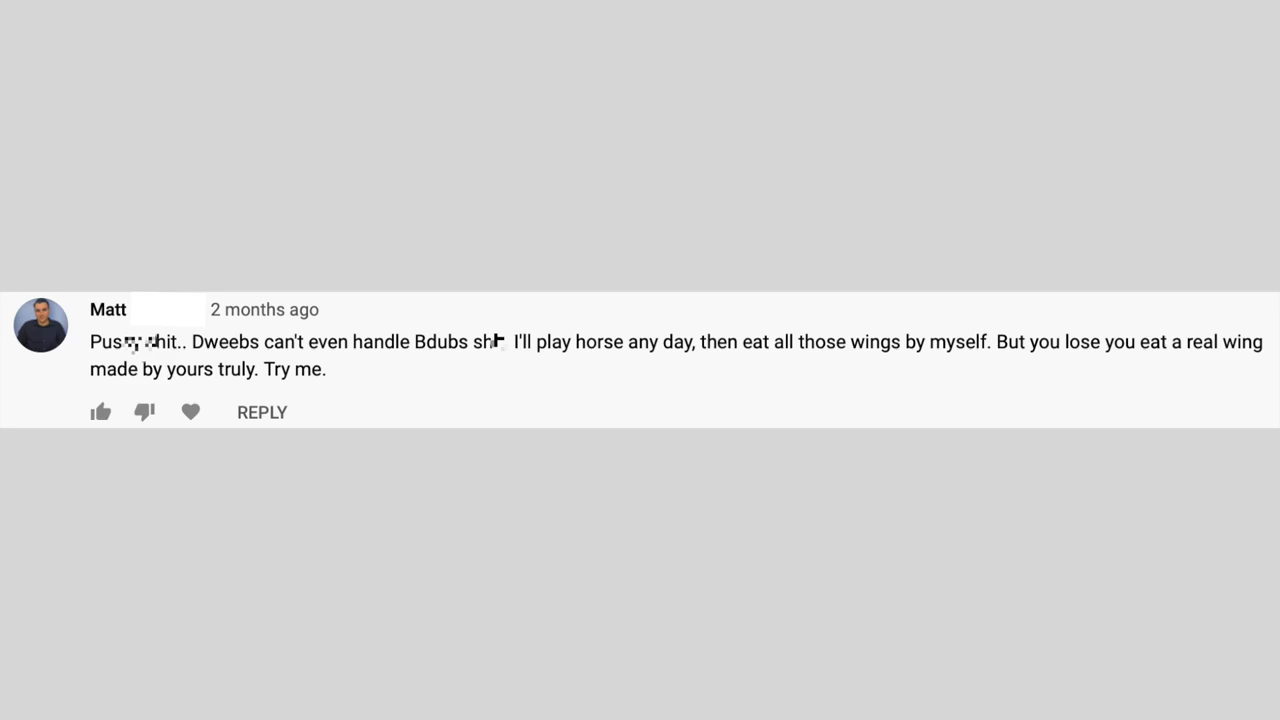 Matt 2 months ago
Dweebs can't even handle Bdubs I'll play horse any day, then eat all those wings by myself. But you lose you eat a real wing
made by yours truly. Try me.
REPLY